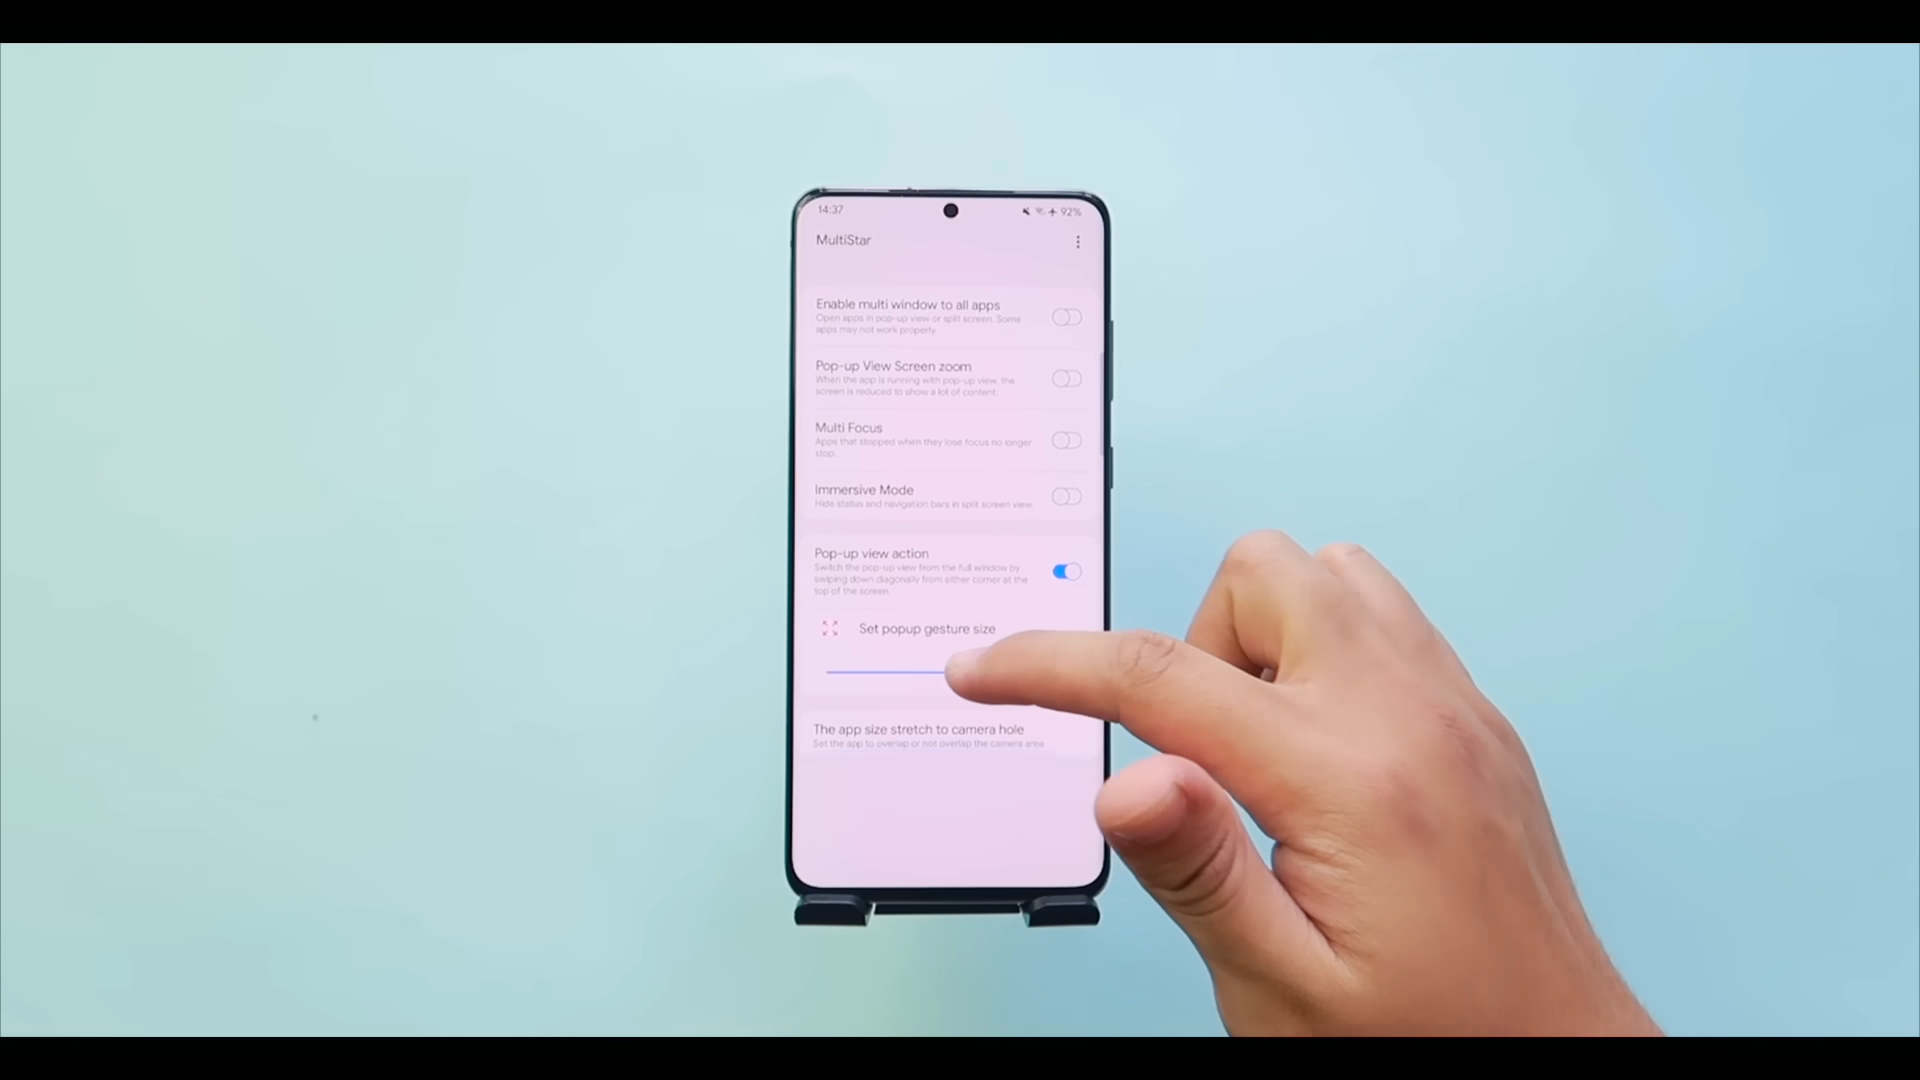 14:37
92%
MultiStar
Enable multi window to all apps
Open apps in pop-up view or split screen. Some
apps may not work properly.
Pop-up View Screen zoom
When the app is running with pop-up view, the
screen is reduced to show a lot of content.
Multi Focus
Apps that stopped when they lose focus no longer
stop.
Immersive Mode
Hide status and navigation bars in split screen view.
Pop-up view action
Switch the pop-up view from the full window by
swiping down diagonally from either corner at the
top of the screen.
Set popup gesture size
The app size stretch to camera hole
Set the app to overlap or not overlap the camera area